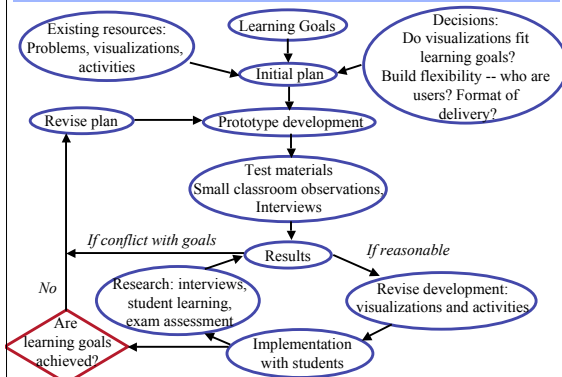 Existing resources:
Problems, visualizations,
activities
Learning Goals
Decisions:
Do visualizations fit
learning goals?
Build flexibility -- who are
users? Format of
delivery?
Initial plan
Revise plan
Prototype development
Test materials
Small classroom observations,
Interviews
If conflict with goals
Results
If reasonable
No
Research: interviews,
student learning,
exam assessment
Revise development:
visualizations and activities
Are
learning goals
achieved?
Implementation
with students